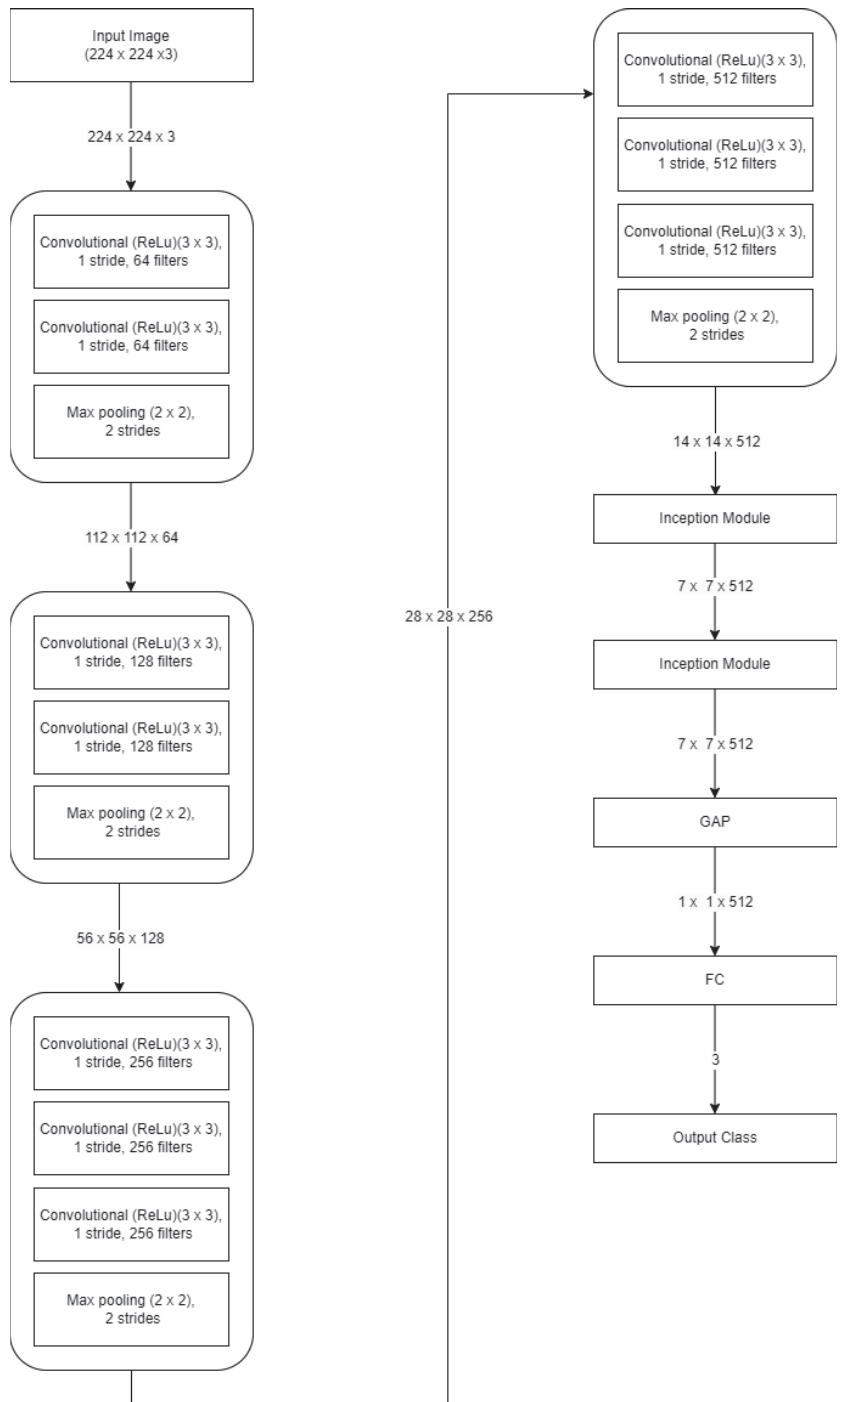 Input Image
(224 x 224 x3)
224 x 224 x 3
Convolutional (ReLu)(3 x 3),
1 stride, 64 filters
Convolutional (ReLu)(3 x 3),
1 stride, 64 filters
Max pooling (2 x 2),
2 strides
112 x 112 x 64
Convolutional (ReLu)(3 x 3),
1 stride, 128 filters
Convolutional (ReLu)(3 x 3),
1 stride, 128 filters
Max pooling (2 x 2),
2 strides
56 x 56 x 128
Convolutional (ReLu)(3 x 3),
1 stride, 256 filters
Convolutional (ReLu)(3 x 3),
1 stride, 256 filters
Convolutional (ReLu)(3 x 3),
1 stride, 256 filters
Max pooling (2 x 2),
2 strides
28 x 28 x 256
Convolutional (ReLu)(3 x 3),
1 stride, 512 filters
Convolutional (ReLu)(3 x 3),
1 stride, 512 filters
Convolutional (ReLu)(3 x 3),
1 stride, 512 filters
Max pooling (2 x 2),
2 strides
14 x 14 x 512
Inception Module
7 x 7 x 512
Inception Module
7 x 7 x 512
GAP
1 x 1 x 512
FC
3
Output Class